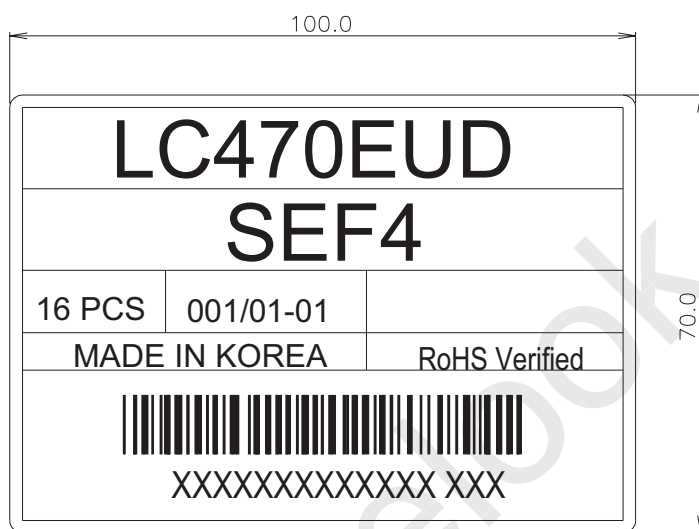 100.0
LC470EUD
SEF4
16 PCS 001/01-01
70.0
MADE IN KOREA RoHS Verified
XXXXXXXXXXXXX XXX